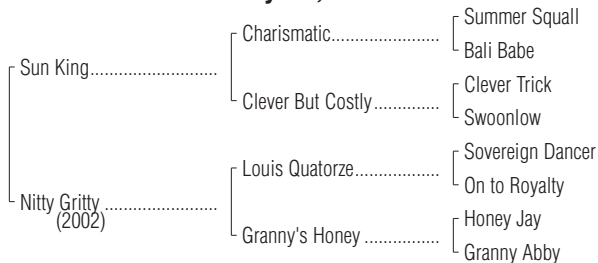 Summer Squall
Charismatic....................
Bali Babe
Sun King.......................
Clever Trick
Clever But Costly.............
Swoonlow
Sovereign Dancer
Louis Quatorze................
On to Royalty
Nitty Gritty ....................
(2002)
Honey Jay
Granny's Honey ..............
Granny Abby